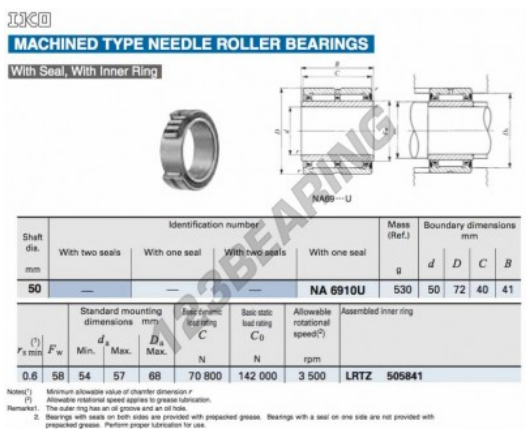 IKO
MACHINED TYPE NEEDLE ROLLER BEARINGS
With Seal, With Inner Ring
B
C
D
d
r
r
Fw
da
Da
NA69···U
123BEARING
Shaft dia. mm
Identification number
With two seals
With one seal
With two seals
With one seal
Mass (Ref.) g
Boundary dimensions mm
d D C B
50 — — — NA 6910U 530 50 72 40 41
Standard mounting dimensions mm
Basic dynamic load rating C N
Basic static load rating C0 N
Allowable rotational speed(2) rpm
Assembled inner ring
(1) rs min
Fw
da Min. Max.
Da Max.
0.6 58 54 57 68 70 800 142 000 3 500 LRTZ 505841
Notes(1) Minimum allowable value of chamfer dimension r
(2) Allowable rotational speed applies to grease lubrication.
Remarks1. The outer ring has an oil groove and an oil hole.
2. Bearings with seals on both sides are provided with prepacked grease. Bearings with a seal on one side are not provided with
prepacked grease. Perform proper lubrication for use.